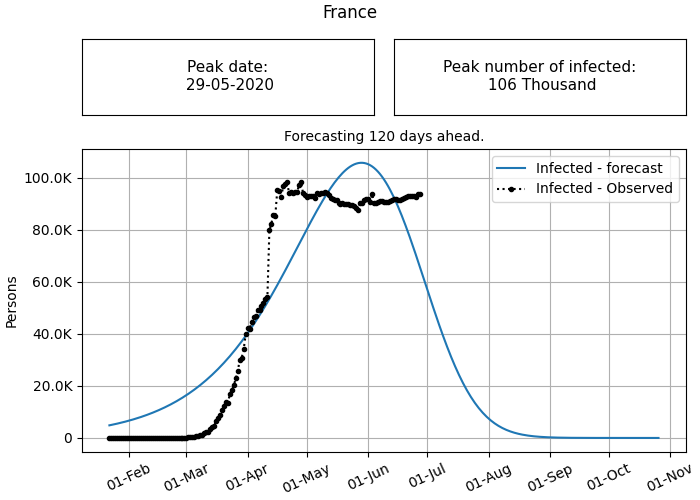 France
Peak date:
29-05-2020
Peak number of infected:
106 Thousand
Forecasting 120 days ahead.
Infected - forecast
Infected - Observed
100.0K
80.0K
60.0K
40.0K
20.0K
0
Persons
01-Feb
01-Mar
01-Apr
01-May
01-Jun
01-Jul
01-Aug
01-Sep
01-Oct
01-Nov